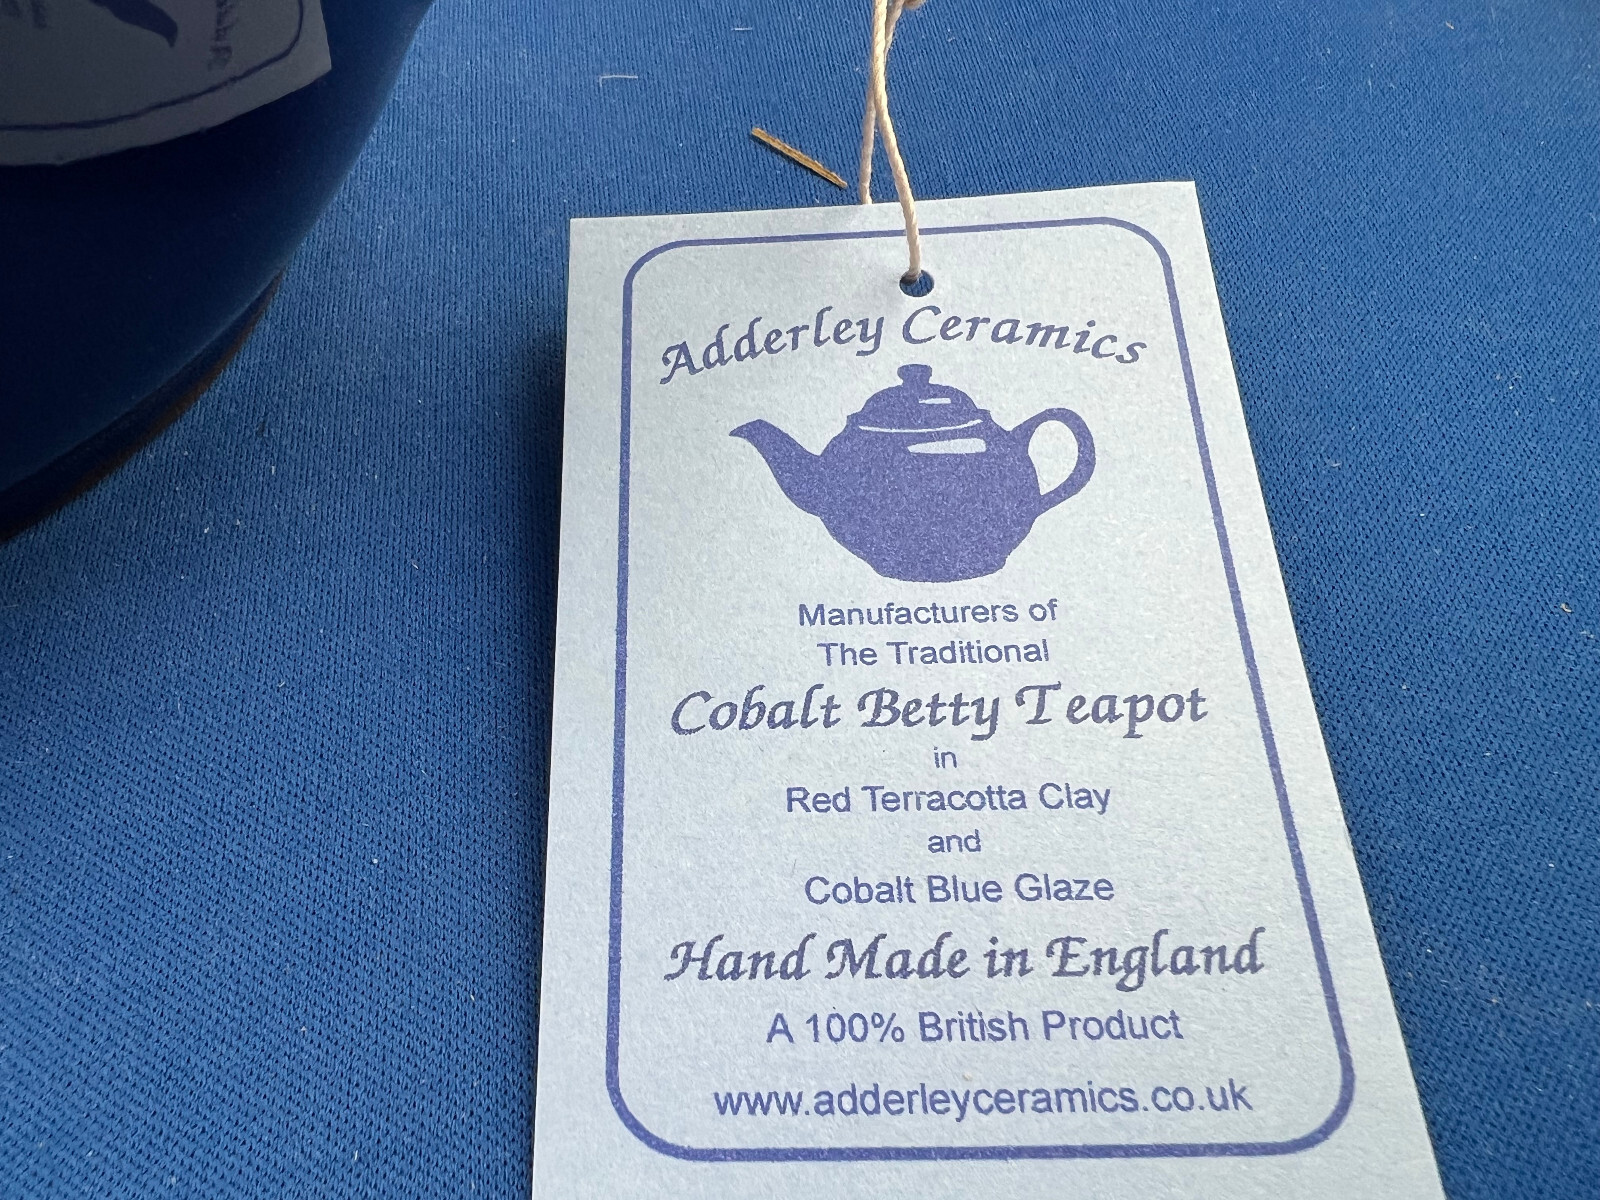 Adderley Ceramics
Manufacturers of
The Traditional
Cobalt Betty Teapot
in
Red Terracotta Clay
and
Cobalt Blue Glaze
Hand Made in England
A 100% British Product
www.adderleyceramics.co.uk